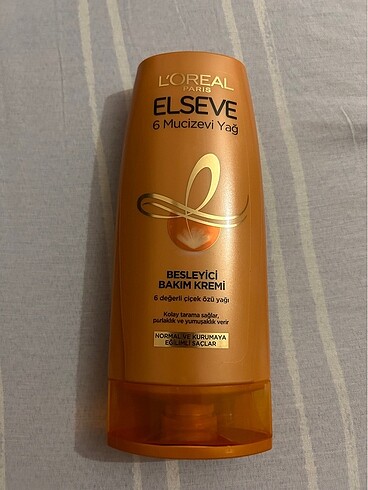 L'ORÉAL
PARIS
ELSEVE
6 Mucizevi Yağ
BESLEYİCİ
BAKIM KREMİ
6 değerli çiçek özü yağı
Kolay tarama sağlar,
parlaklık ve yumuşaklık verir
NORMAL VE KURUMAYA
EĞİLİMLİ SAÇLAR